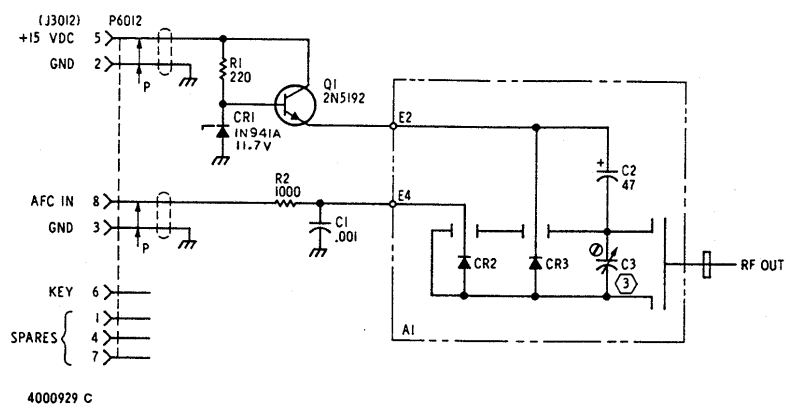 (J3012) P6012
+15 VDC 5
GND 2
P
R1
220
Q1
2N5192
CR1
1N941A
11.7V
E2
C2
+
47
AFC IN 8
GND 3
P
R2
1000
C1
.001
E4
CR2
CR3
C3
3
RF OUT
A1
KEY 6
SPARES
1
4
7
4000929 C